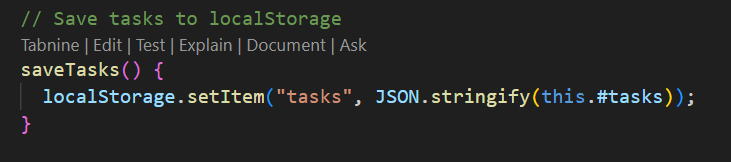 // Save tasks to localStorage
Tabnine | Edit | Test | Explain | Document | Ask
saveTasks() {
  localStorage.setItem("tasks", JSON.stringify(this.#tasks));
}